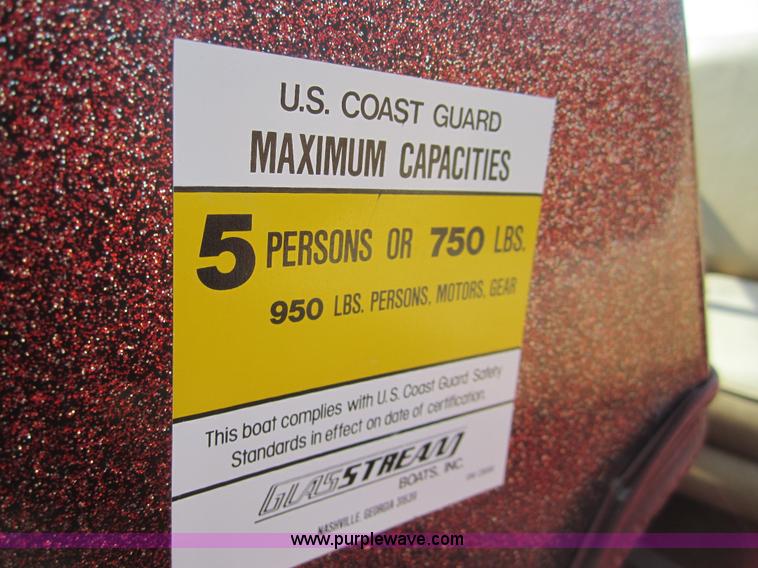 U.S. COAST GUARD
MAXIMUM CAPACITIES
5 PERSONS OR 750 LBS.
950 LBS. PERSONS, MOTORS, GEAR
This boat complies with U.S. Coast Guard Safety
Standards in effect on date of certification.
GLASSTREAM
BOATS, INC.
NASHVILLE, GEORGIA 31639
www.purplewave.com